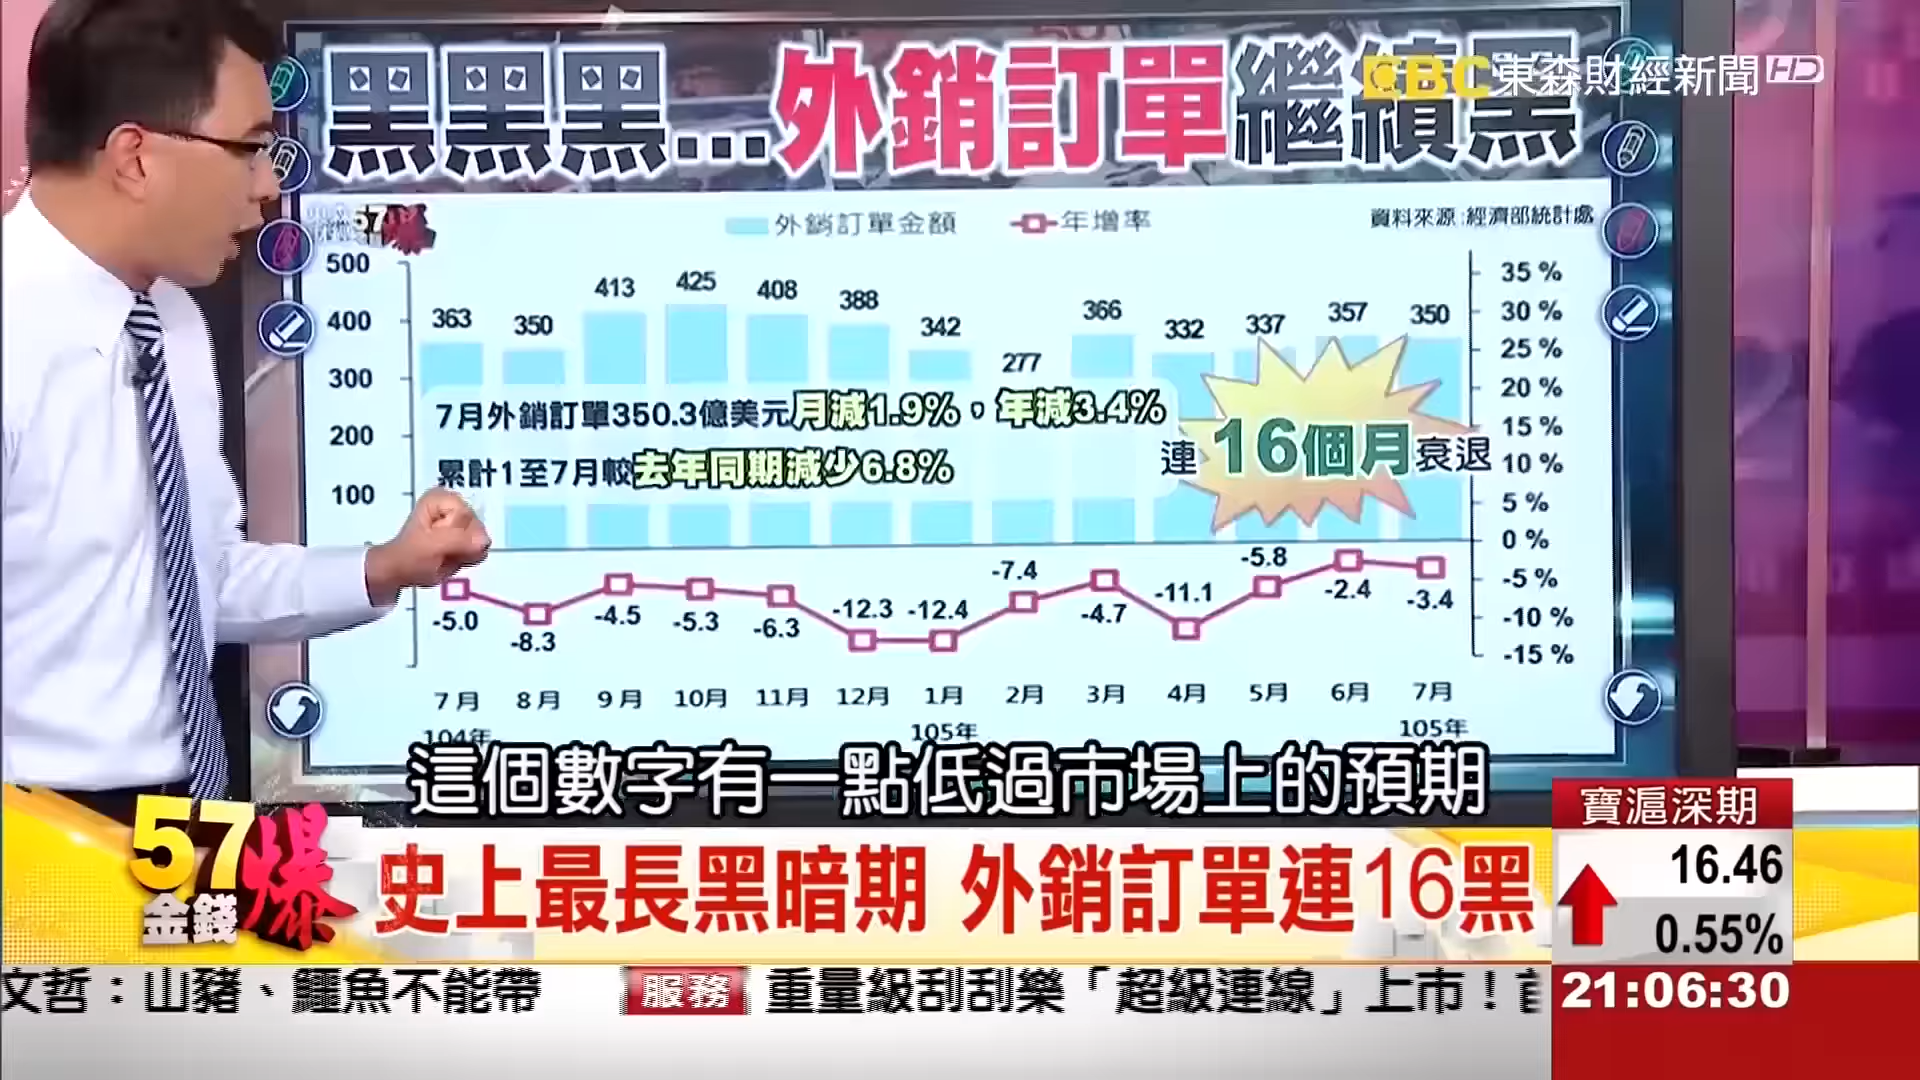 黑黑黑...外銷訂單繼續黑
EBC 東森財經新聞 HD
57爆
外銷訂單金額 年增率
資料來源:經濟部統計處
500
400
300
200
100
35 %
30 %
25 %
20 %
15 %
10 %
5 %
0 %
-5 %
-10 %
-15 %
363 350 413 425 408 388 342 277 366 332 337 357 350
7月外銷訂單350.3億美元月減1.9%,年減3.4%
累計1至7月較去年同期減少6.8%
連16個月衰退
-5.0 -8.3 -4.5 -5.3 -6.3 -12.3 -12.4 -7.4 -4.7 -11.1 -5.8 -2.4 -3.4
7月 8月 9月 10月 11月 12月 1月 2月 3月 4月 5月 6月 7月
104年 105年 105年
這個數字有一點低過市場上的預期
57金錢爆
史上最長黑暗期 外銷訂單連16黑
寶滬深期
16.46
0.55%
文哲:山豬、鱷魚不能帶 服務 重量級刮刮樂「超級連線」上市!
21:06:30